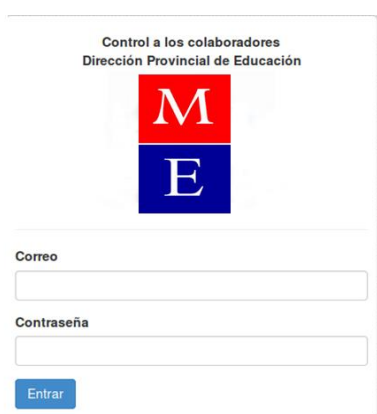 Control a los colaboradores
Dirección Provincial de Educación
M
E
Correo
Contraseña
Entrar